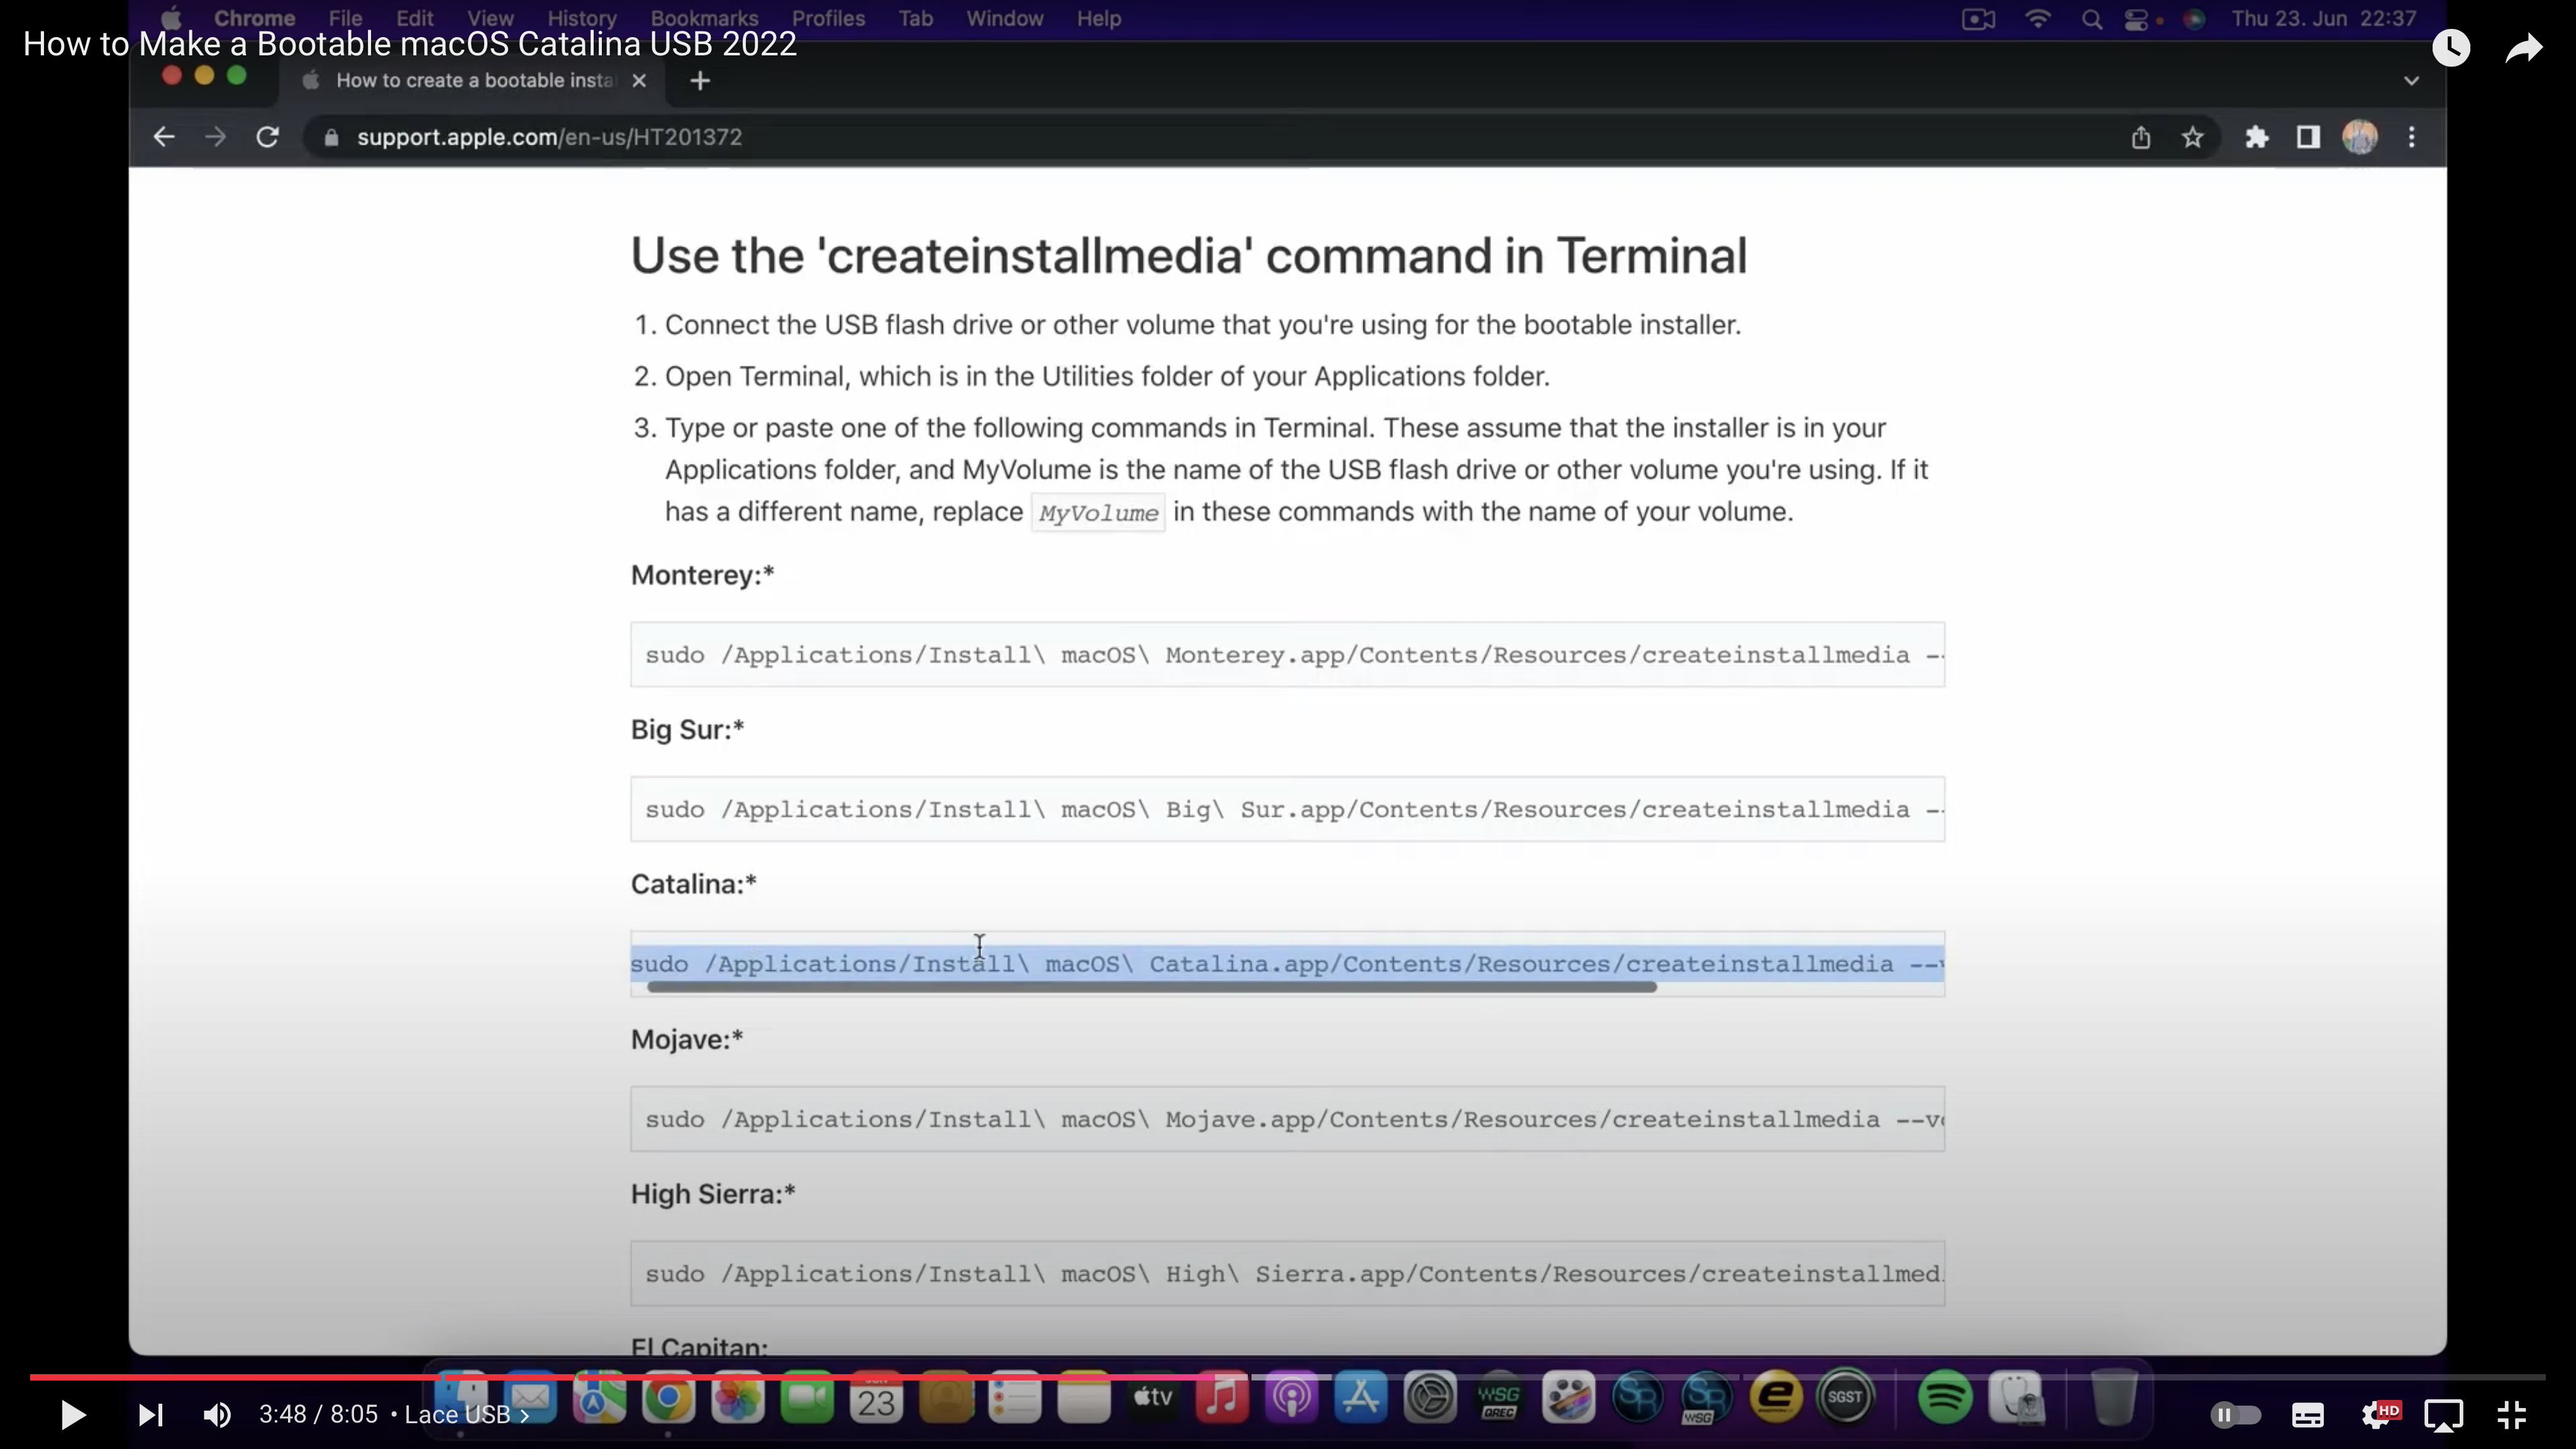 Chrome File Edit View History Bookmarks Profiles Tab Window Help Thu 23. Jun 22:37
How to Make a Bootable macOS Catalina USB 2022
How to create a bootable insta
support.apple.com/en-us/HT201372
Use the 'createinstallmedia' command in Terminal
1. Connect the USB flash drive or other volume that you're using for the bootable installer.
2. Open Terminal, which is in the Utilities folder of your Applications folder.
3. Type or paste one of the following commands in Terminal. These assume that the installer is in your
Applications folder, and MyVolume is the name of the USB flash drive or other volume you're using. If it
has a different name, replace MyVolume in these commands with the name of your volume.
Monterey:*
sudo /Applications/Install\ macOS\ Monterey.app/Contents/Resources/createinstallmedia --
Big Sur:*
sudo /Applications/Install\ macOS\ Big\ Sur.app/Contents/Resources/createinstallmedia --
Catalina:*
sudo /Applications/Install\ macOS\ Catalina.app/Contents/Resources/createinstallmedia --v
Mojave:*
sudo /Applications/Install\ macOS\ Mojave.app/Contents/Resources/createinstallmedia --vo
High Sierra:*
sudo /Applications/Install\ macOS\ High\ Sierra.app/Contents/Resources/createinstallmed
El Capitan:
23 tv WSG QREC SR SR WSG e SGST
3:48 / 8:05 • Lace USB > HD